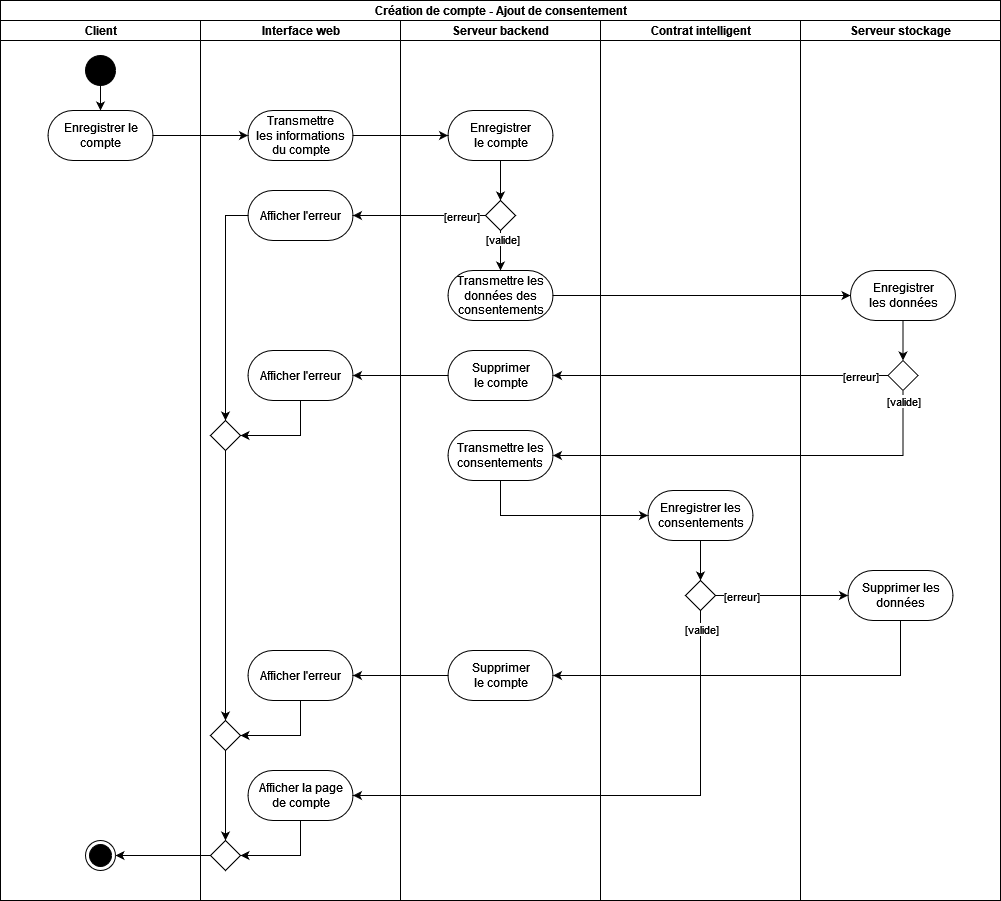 Création de compte - Ajout de consentement
Client
Interface web
Serveur backend
Contrat intelligent
Serveur stockage
Enregistrer le
compte
Transmettre
les informations
du compte
Enregistrer
le compte
Afficher l'erreur
[erreur]
[valide]
Transmettre les
données des
consentements
Enregistrer
les données
Afficher l'erreur
Supprimer
le compte
[erreur]
[valide]
Transmettre les
consentements
Enregistrer les
consentements
[erreur]
Supprimer les
données
[valide]
Afficher l'erreur
Supprimer
le compte
Afficher la page
de compte